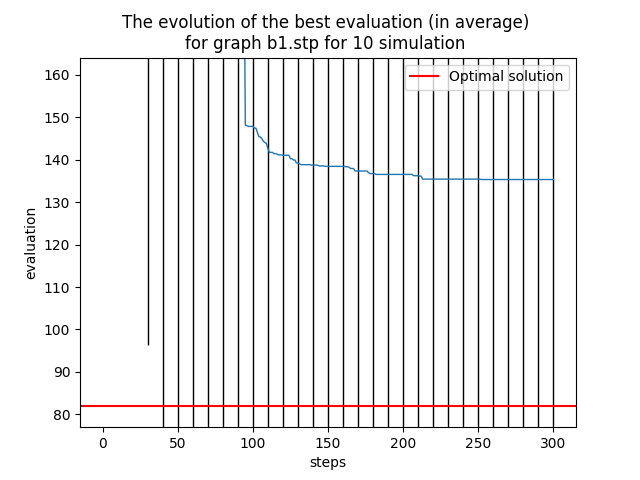 The evolution of the best evaluation (in average)
for graph b1.stp for 10 simulation
Optimal solution
160
150
140
130
120
110
100
90
80
evaluation
0 50 100 150 200 250 300
steps